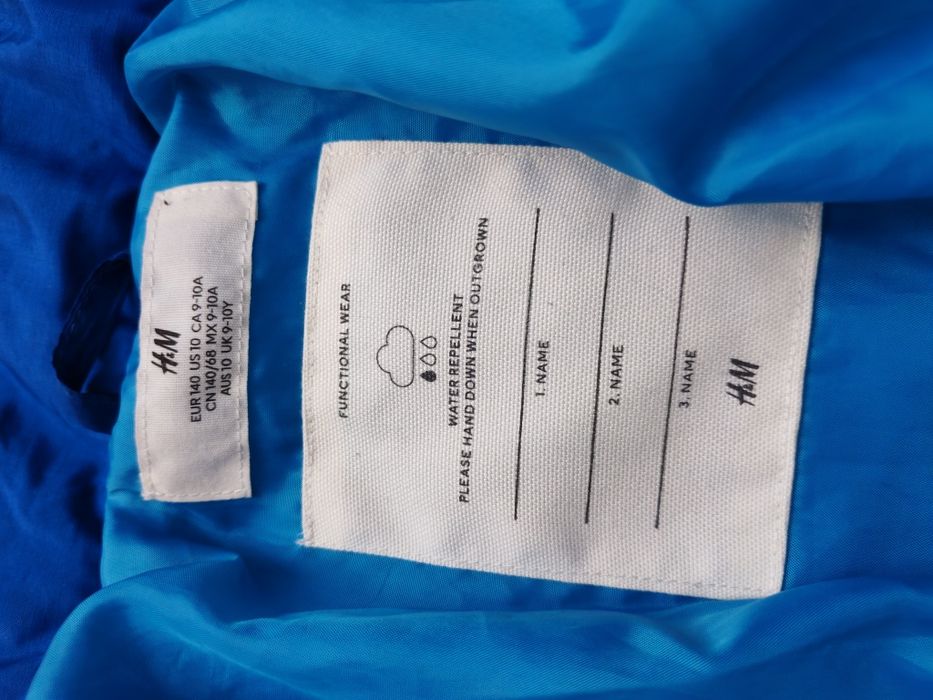 H&M
EUR 140 US 10 CA 9-10A
CN 140/68 MX 9-10A
AUS 10 UK 9-10Y
FUNCTIONAL WEAR
WATER REPELLENT
PLEASE HAND DOWN WHEN OUTGROWN
1. NAME
2. NAME
3. NAME
H&M